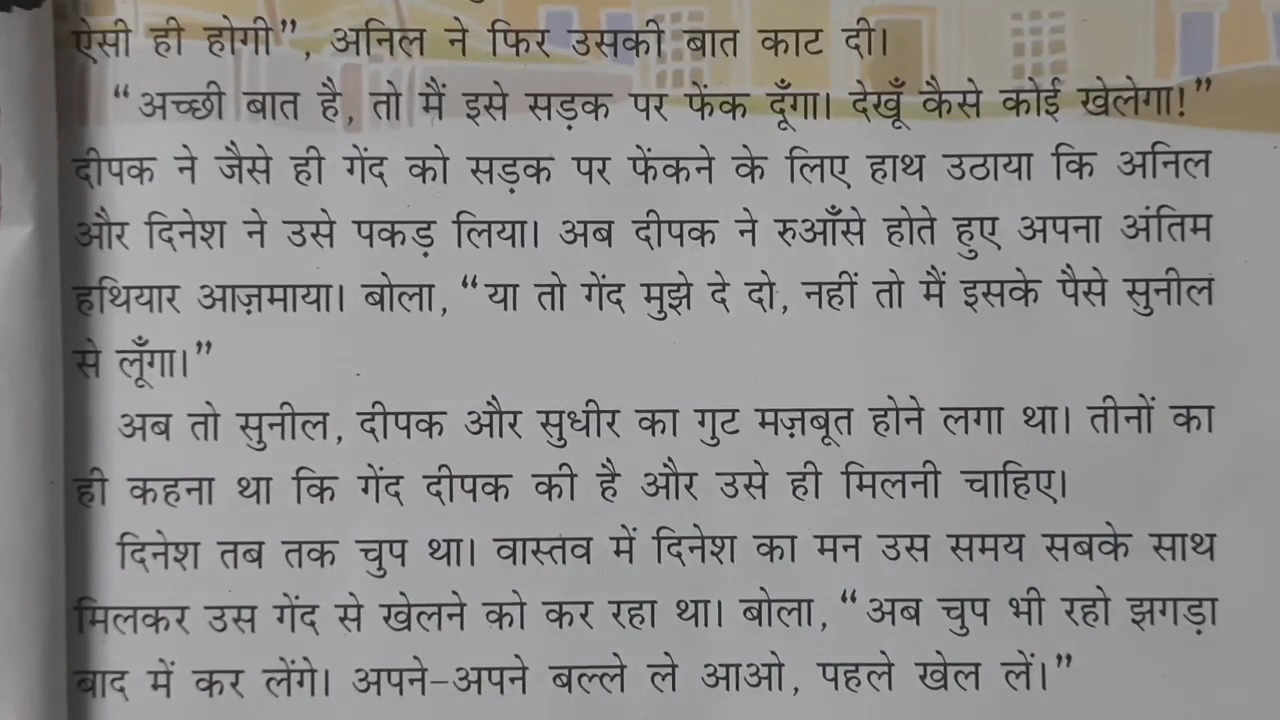 ऐसी ही होगी”, अनिल ने फिर उसकी बात काट दी।
“अच्छी बात है, तो मैं इसे सड़क पर फेंक दूँगा। देखूँ कैसे कोई खेलेगा!”
दीपक ने जैसे ही गेंद को सड़क पर फेंकने के लिए हाथ उठाया कि अनिल
और दिनेश ने उसे पकड़ लिया। अब दीपक ने रुआँसे होते हुए अपना अंतिम
हथियार आज़माया। बोला, “या तो गेंद मुझे दे दो, नहीं तो मैं इसके पैसे सुनील
से लूँगा।”
अब तो सुनील, दीपक और सुधीर का गुट मज़बूत होने लगा था। तीनों का
ही कहना था कि गेंद दीपक की है और उसे ही मिलनी चाहिए।
दिनेश तब तक चुप था। वास्तव में दिनेश का मन उस समय सबके साथ
मिलकर उस गेंद से खेलने को कर रहा था। बोला, “अब चुप भी रहो झगड़ा
बाद में कर लेंगे। अपने-अपने बल्ले ले आओ, पहले खेल लें।”